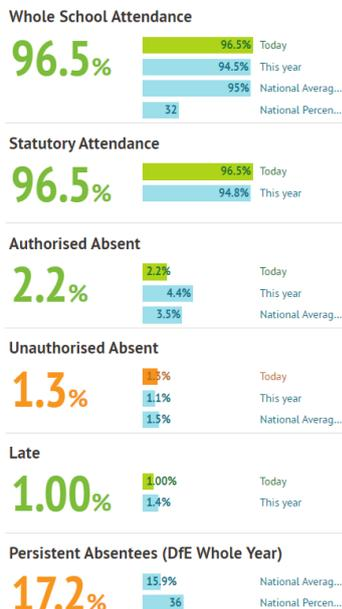 Whole School Attendance
96.5%
96.5% Today
94.5% This year
95% National Averag...
32 National Percen...
Statutory Attendance
96.5%
96.5% Today
94.8% This year
Authorised Absent
2.2%
2.2% Today
4.4% This year
3.5% National Averag...
Unauthorised Absent
1.3%
1.3% Today
1.1% This year
1.5% National Averag...
Late
1.00%
1.00% Today
1.4% This year
Persistent Absentees (DfE Whole Year)
17.2%
15.9% National Averag...
36 National Percen...